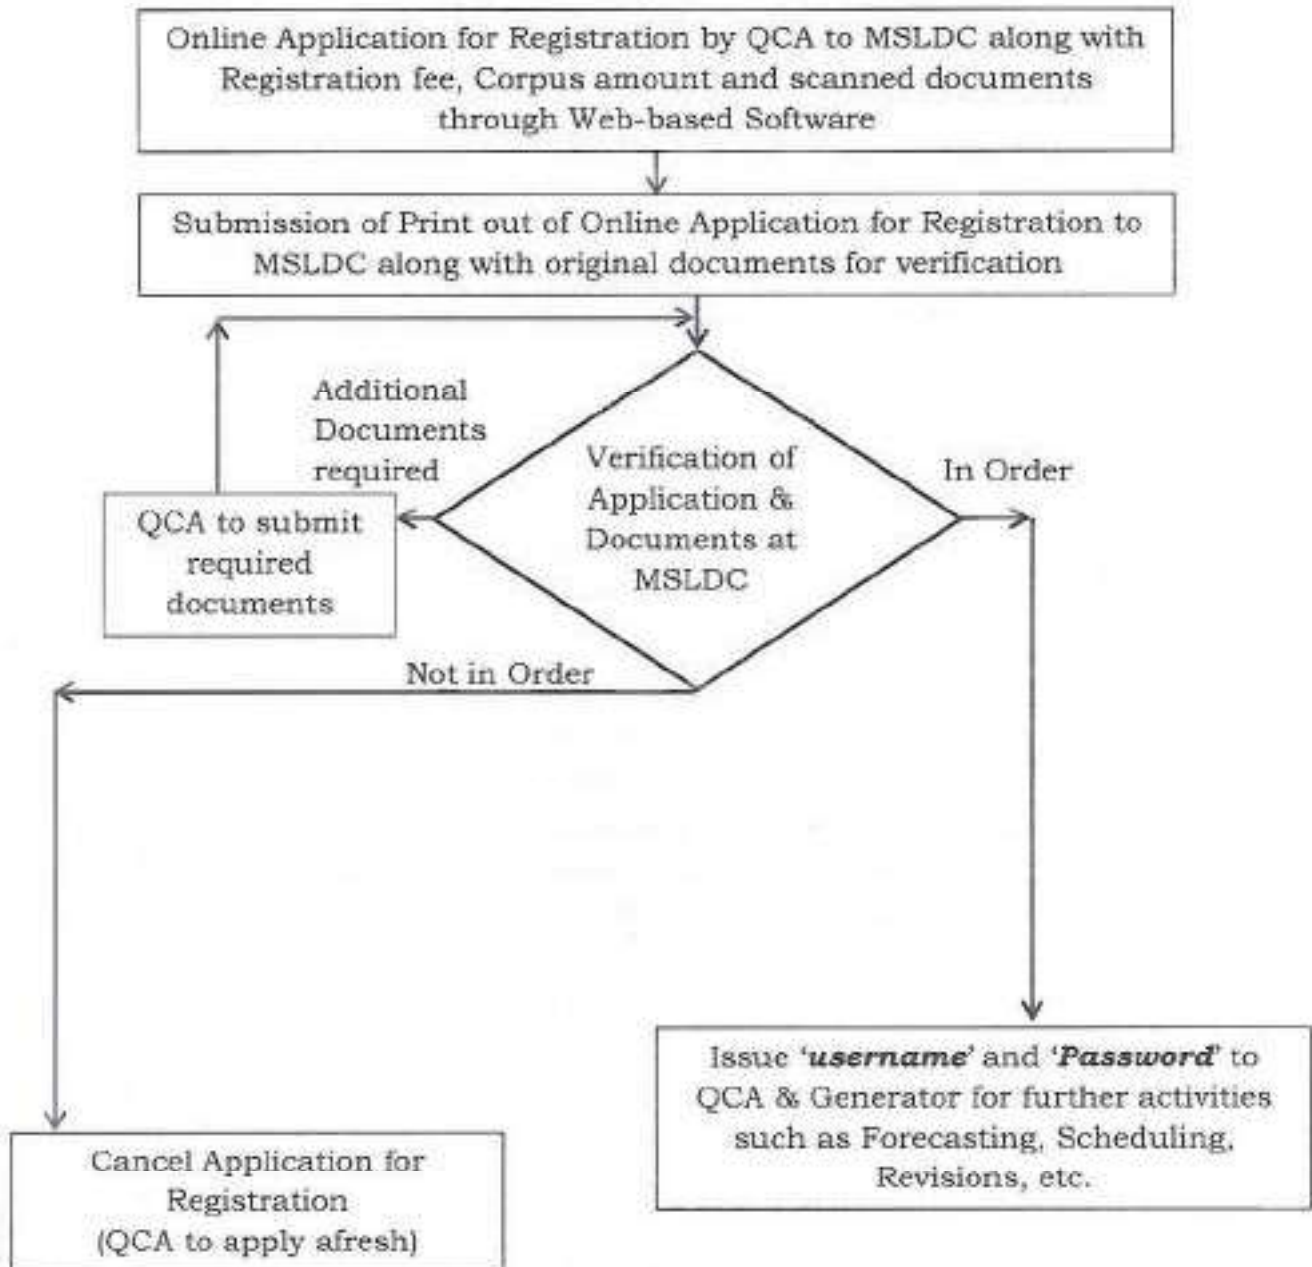 Online Application for Registration by QCA to MSLDC along with
Registration fee, Corpus amount and scanned documents
through Web-based Software
Submission of Print out of Online Application for Registration to
MSLDC along with original documents for verification
Additional
Documents
required
Verification of
Application &
Documents at
MSLDC
In Order
QCA to submit
required
documents
Not in Order
Issue ‘username’ and ‘Password’ to
QCA & Generator for further activities
such as Forecasting, Scheduling,
Revisions, etc.
Cancel Application for
Registration
(QCA to apply afresh)